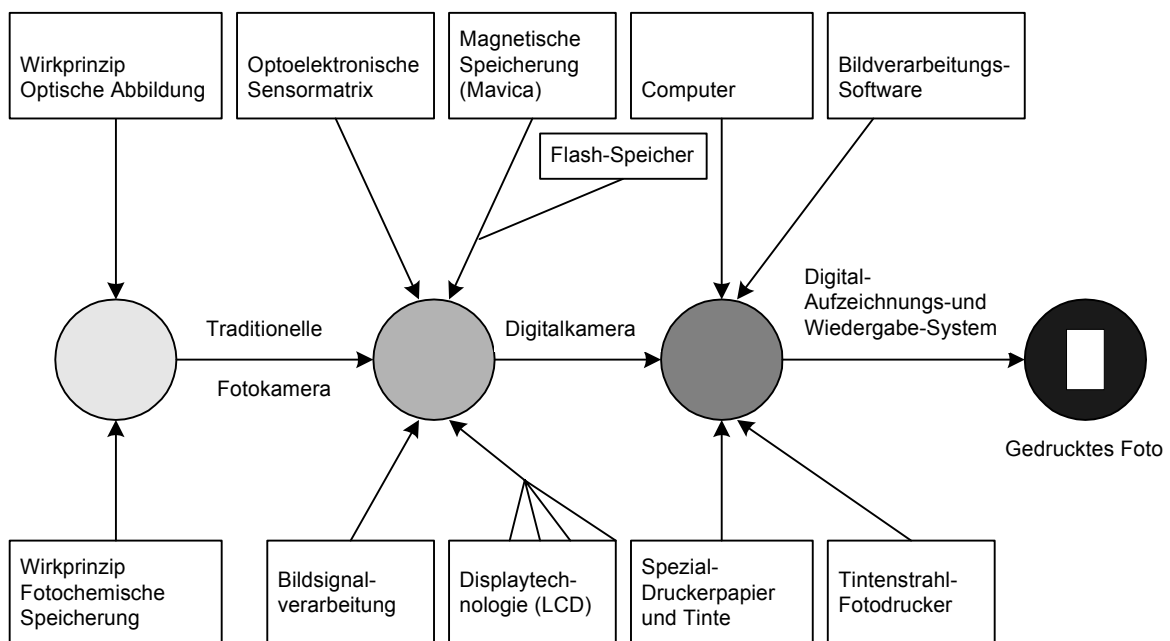 Wirkprinzip
Optische Abbildung
Optoelektronische
Sensormatrix
Magnetische
Speicherung
(Mavica)
Computer
Bildverarbeitungs-
Software
Flash-Speicher
Traditionelle
Fotokamera
Digitalkamera
Digital-
Aufzeichnungs-und
Wiedergabe-System
Gedrucktes Foto
Wirkprinzip
Fotochemische
Speicherung
Bildsignal-
verarbeitung
Displaytech-
nologie (LCD)
Spezial-
Druckerpapier
und Tinte
Tintenstrahl-
Fotodrucker